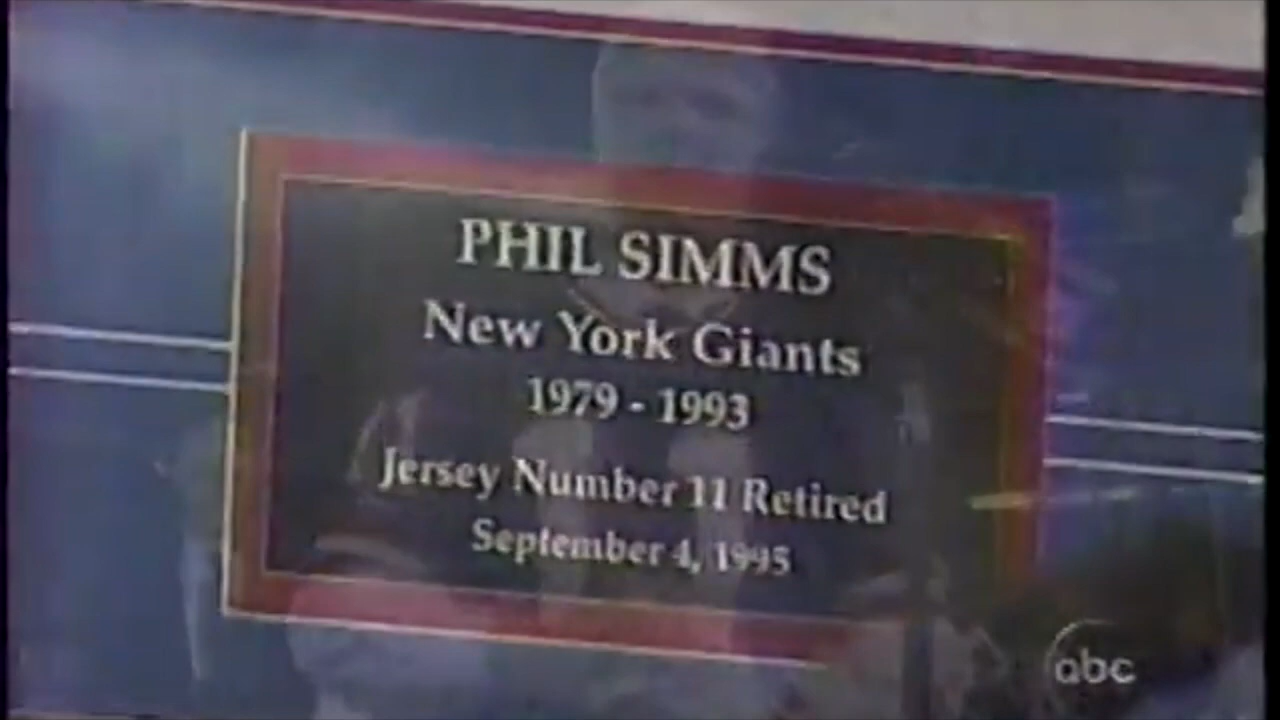 PHIL SIMMS
New York Giants
1979 - 1993
Jersey Number 11 Retired
September 4, 1995
abc